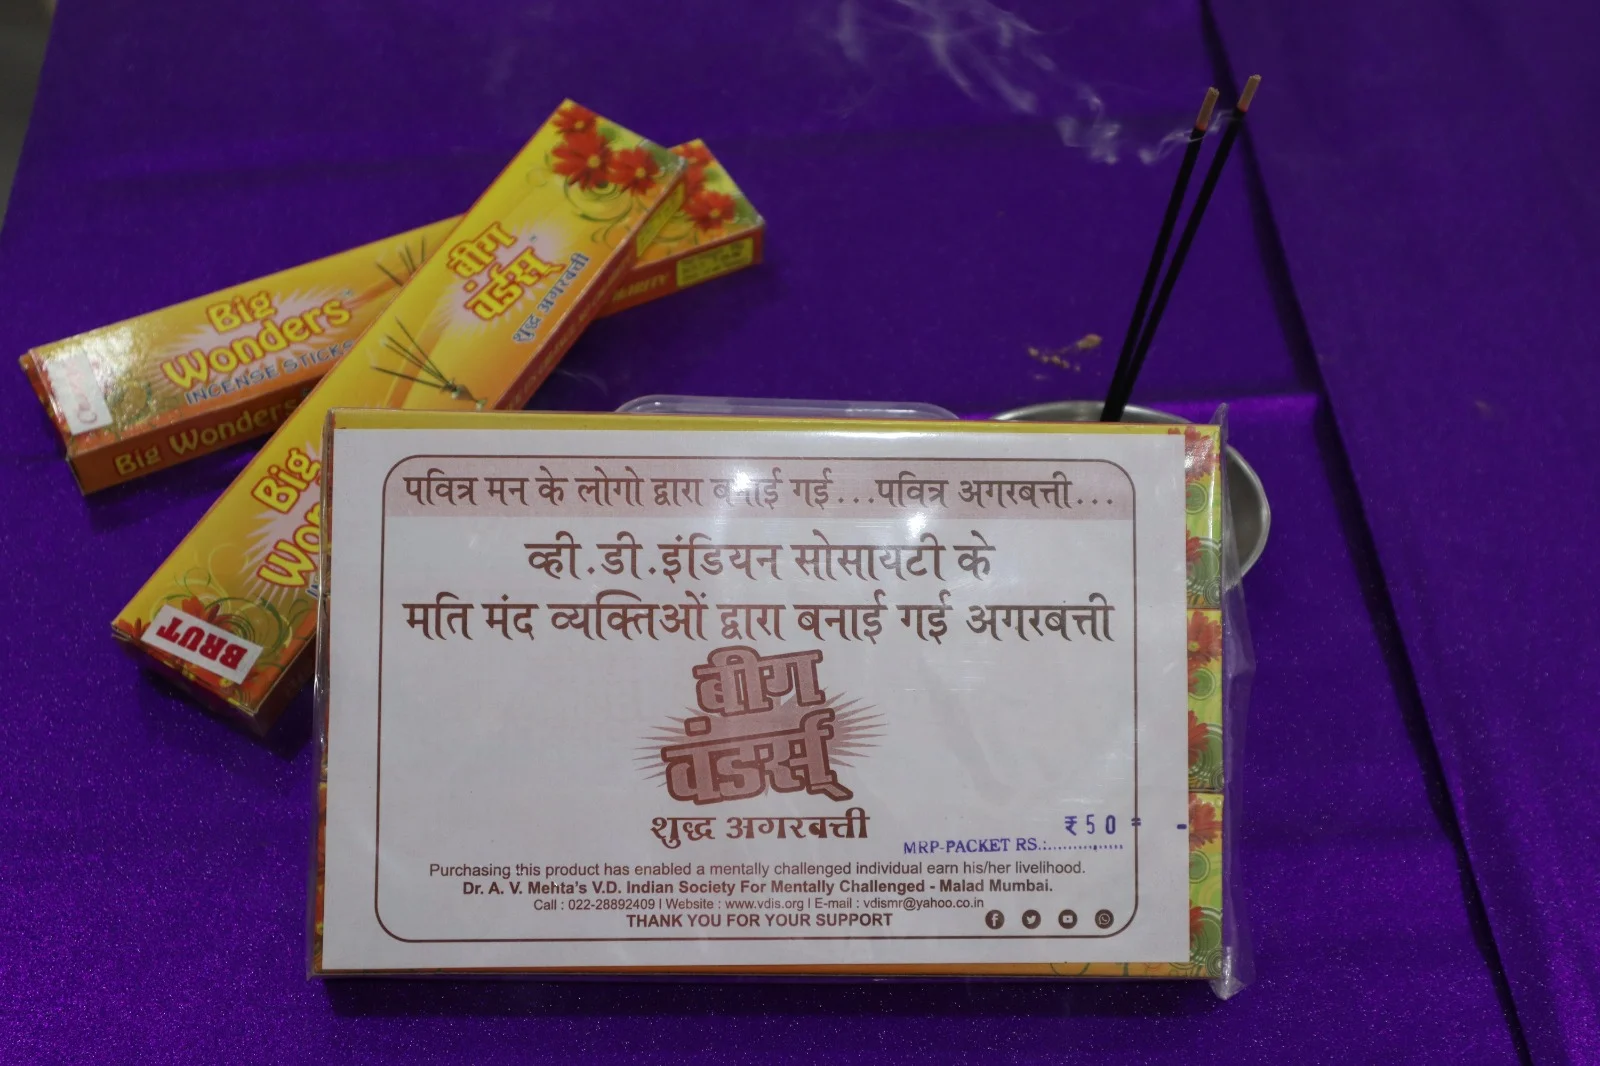 बीग
वंडर्स्
शुद्ध अगरबत्ती
Big
Wonders
INCENSE STICKS
Big Wonders
Big
BRUT
पवित्र मन के लोगो द्वारा बनाई गई...पवित्र अगरबत्ती...
व्ही.डी.इंडियन सोसायटी के
मति मंद व्यक्तिओं द्वारा बनाई गई अगरबत्ती
बीग
वंडर्स्
शुद्ध अगरबत्ती
₹50=-
MRP-PACKET RS.:..............
Purchasing this product has enabled a mentally challenged individual earn his/her livelihood.
Dr. A. V. Mehta's V.D. Indian Society For Mentally Challenged - Malad Mumbai.
Call : 022-28892409 | Website : www.vdis.org | E-mail : vdismr@yahoo.co.in
THANK YOU FOR YOUR SUPPORT